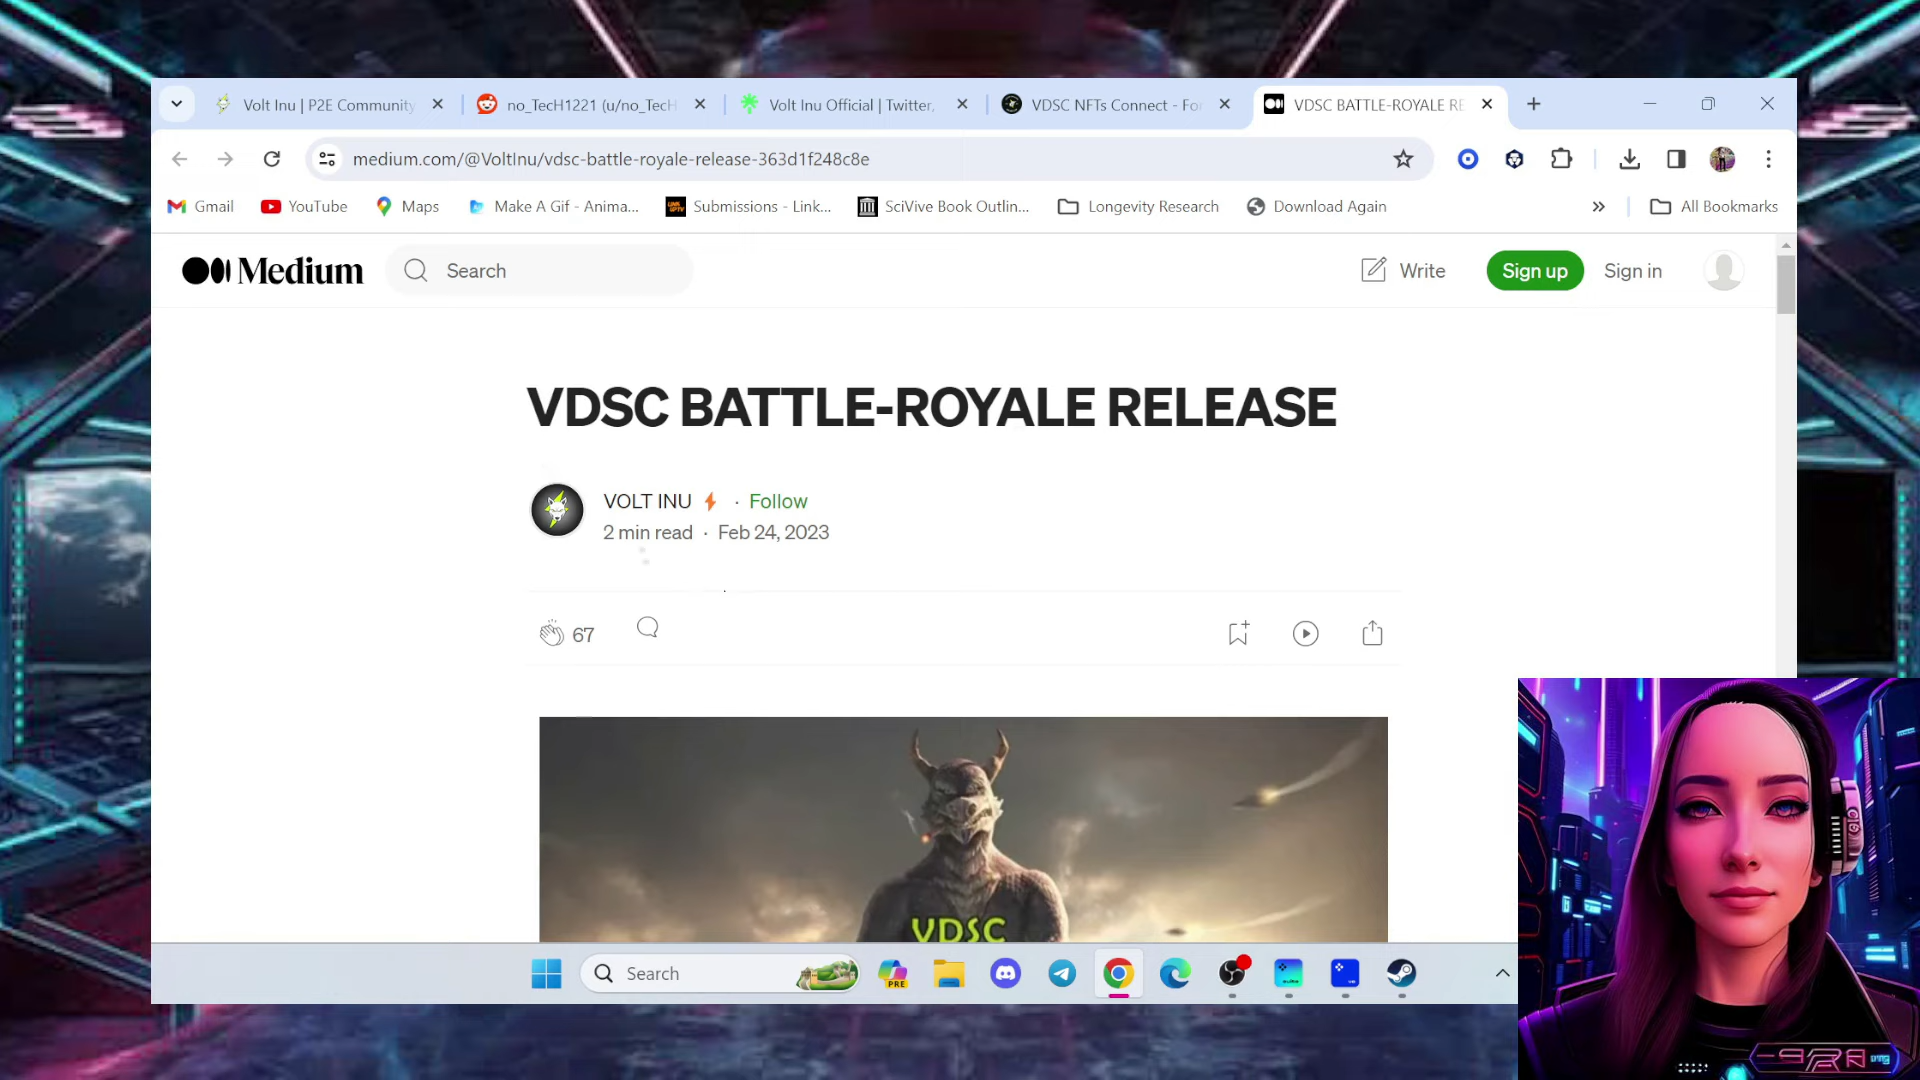 Volt Inu | P2E Community
no_TecH1221 (u/no_TecH
Volt Inu Official | Twitter,
VDSC NFTs Connect - For
VDSC BATTLE-ROYALE RE
medium.com/@VoltInu/vdsc-battle-royale-release-363d1f248c8e
Gmail
YouTube
Maps
Make A Gif - Anima...
Submissions - Link...
SciVive Book Outlin...
Longevity Research
Download Again
All Bookmarks
Medium
Search
Write
Sign up
Sign in
VDSC BATTLE-ROYALE RELEASE
VOLT INU · Follow
2 min read · Feb 24, 2023
67
VDSC
Search
PRE